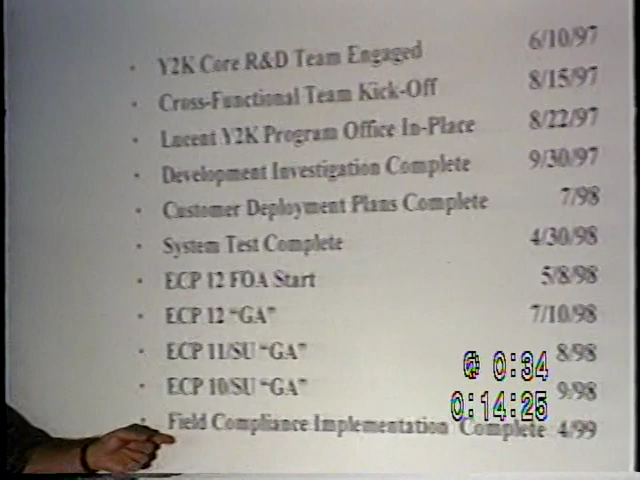 · Y2K Core R&D Team Engaged 6/10/97
· Cross-Functional Team Kick-Off 8/15/97
· Lucent Y2K Program Office In-Place 8/22/97
· Development Investigation Complete 9/30/97
· Customer Deployment Plans Complete 7/98
· System Test Complete 4/30/98
· ECP 12 FOA Start 5/8/98
· ECP 12 “GA” 7/10/98
· ECP 11/SU “GA” 8/98
@ 0:34
· ECP 10/SU “GA” 9/98
0:14:25
· Field Compliance Implementation Complete 4/99